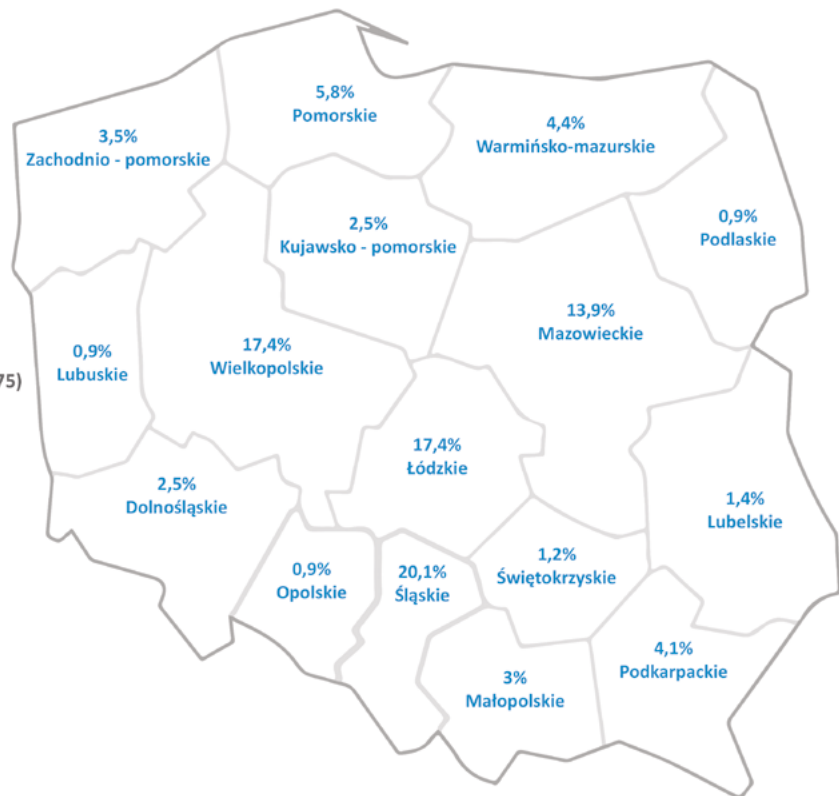 5,8%
Pomorskie
3,5%
Zachodnio - pomorskie
4,4%
Warmińsko-mazurskie
0,9%
Podlaskie
2,5%
Kujawsko - pomorskie
13,9%
Mazowieckie
17,4%
Wielkopolskie
0,9%
Lubuskie
75)
17,4%
Łódzkie
2,5%
Dolnośląskie
1,4%
Lubelskie
0,9%
Opolskie
20,1%
Śląskie
1,2%
Świętokrzyskie
4,1%
Podkarpackie
3%
Małopolskie